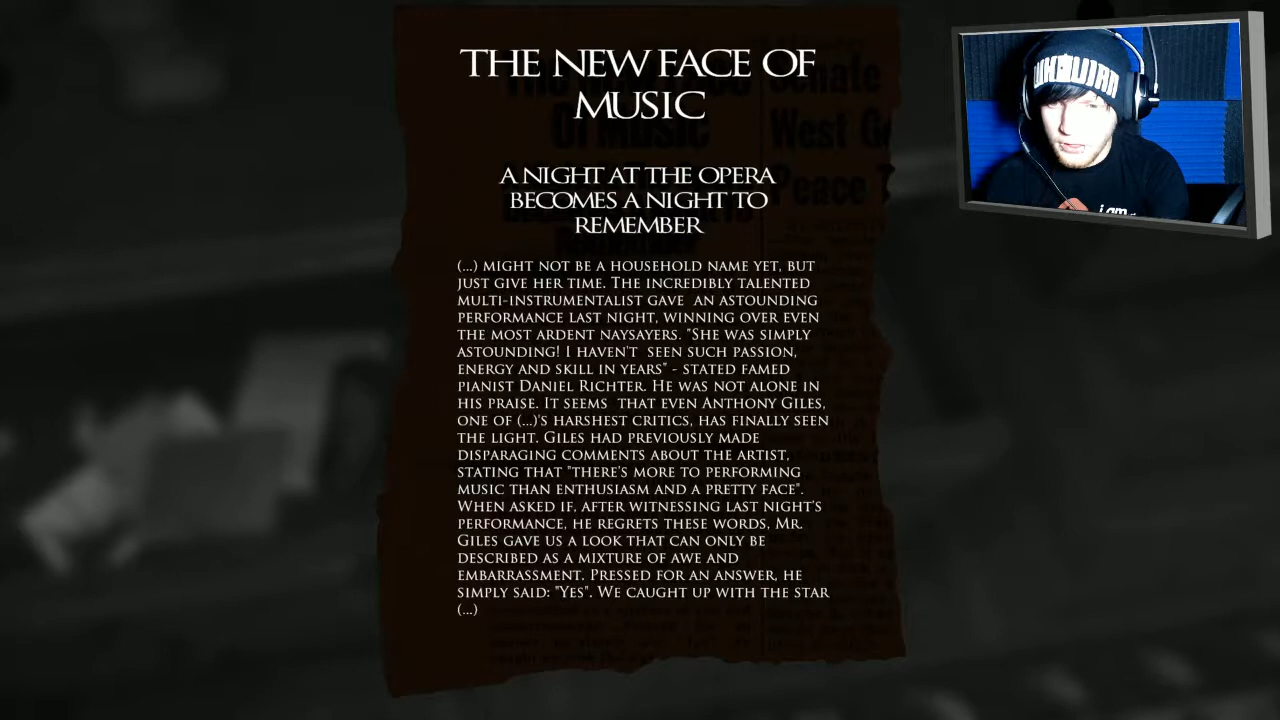 THE NEW FACE OF
MUSIC
A NIGHT AT THE OPERA
BECOMES A NIGHT TO
REMEMBER
(...) MIGHT NOT BE A HOUSEHOLD NAME YET, BUT
JUST GIVE HER TIME. THE INCREDIBLY TALENTED
MULTI-INSTRUMENTALIST GAVE AN ASTOUNDING
PERFORMANCE LAST NIGHT, WINNING OVER EVEN
THE MOST ARDENT NAYSAYERS. "SHE WAS SIMPLY
ASTOUNDING! I HAVEN'T SEEN SUCH PASSION,
ENERGY AND SKILL IN YEARS" - STATED FAMED
PIANIST DANIEL RICHTER. HE WAS NOT ALONE IN
HIS PRAISE. IT SEEMS THAT EVEN ANTHONY GILES,
ONE OF (...)'S HARSHEST CRITICS, HAS FINALLY SEEN
THE LIGHT. GILES HAD PREVIOUSLY MADE
DISPARAGING COMMENTS ABOUT THE ARTIST,
STATING THAT "THERE'S MORE TO PERFORMING
MUSIC THAN ENTHUSIASM AND A PRETTY FACE".
WHEN ASKED IF, AFTER WITNESSING LAST NIGHT'S
PERFORMANCE, HE REGRETS THESE WORDS, MR.
GILES GAVE US A LOOK THAT CAN ONLY BE
DESCRIBED AS A MIXTURE OF AWE AND
EMBARRASSMENT. PRESSED FOR AN ANSWER, HE
SIMPLY SAID: "YES". WE CAUGHT UP WITH THE STAR
(...)
Senate
West
Peace
i am